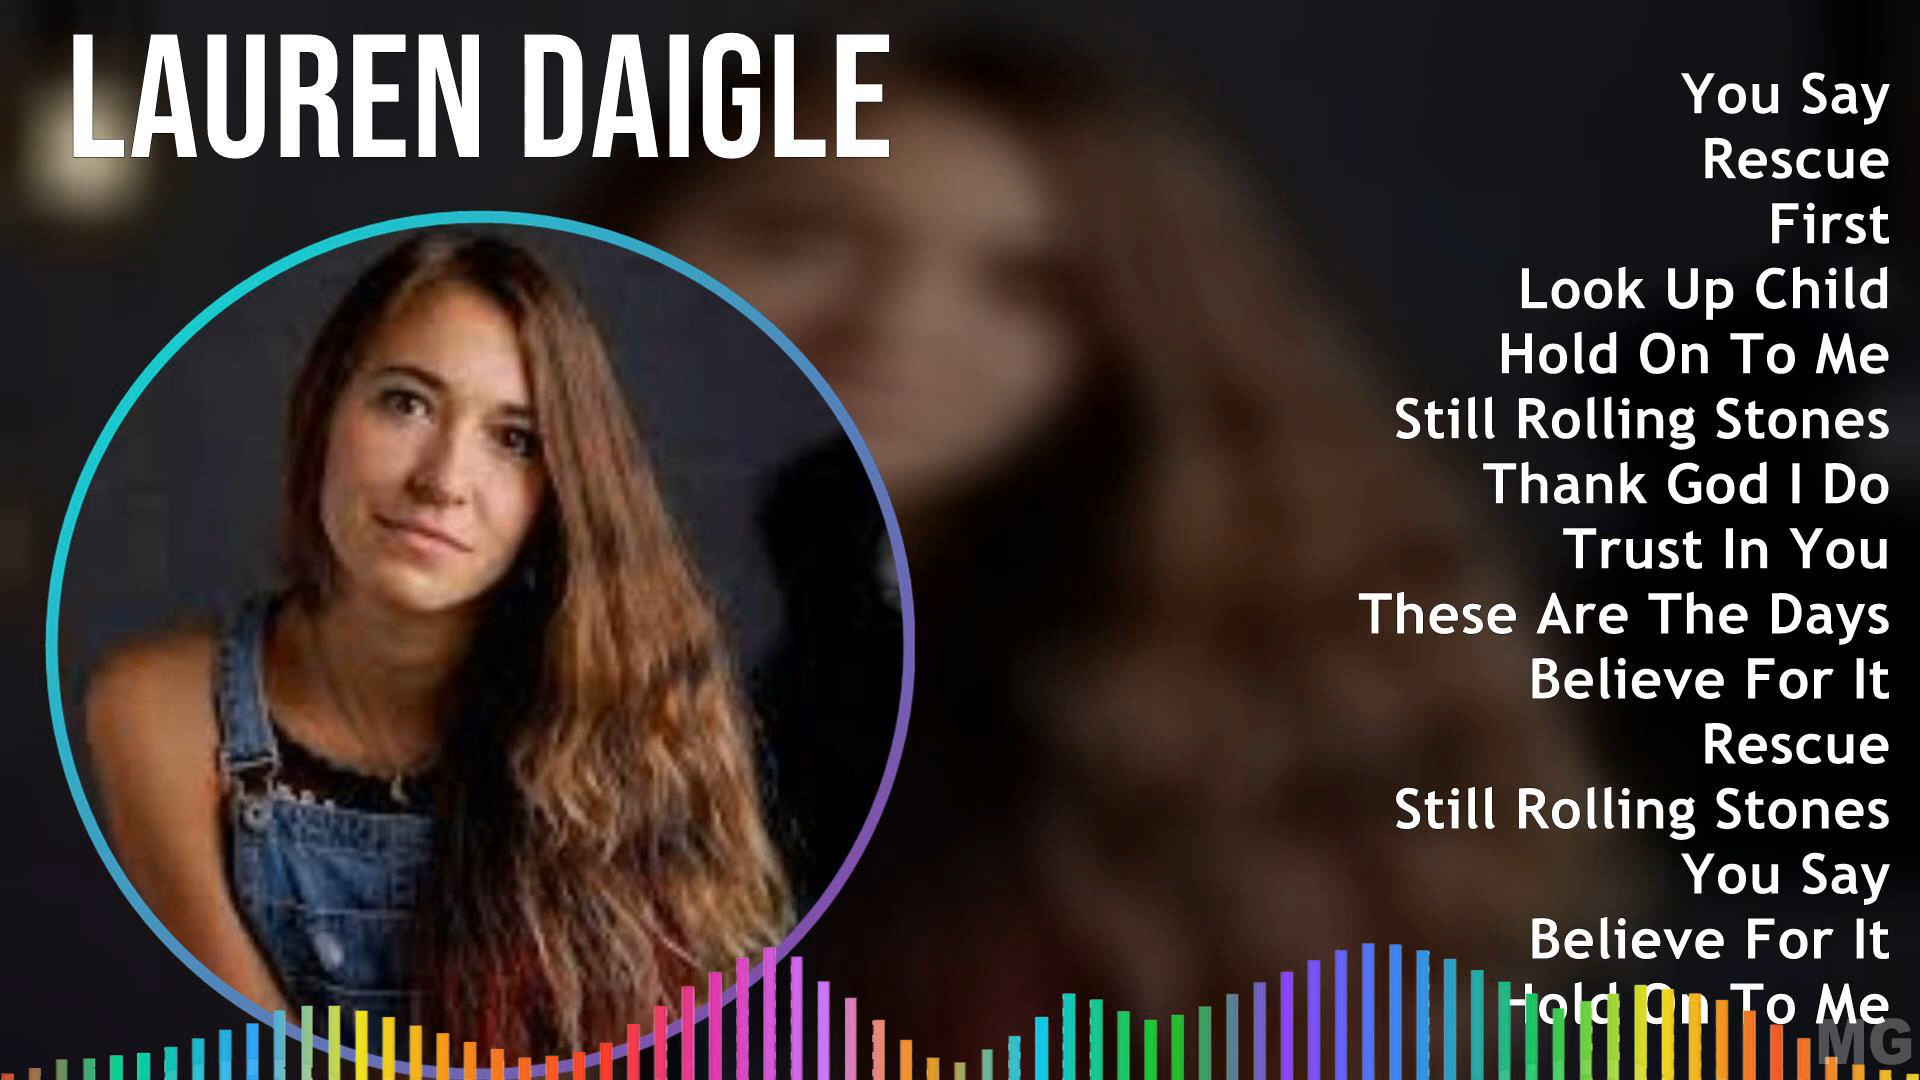 LAUREN DAIGLE
You Say
Rescue
First
Look Up Child
Hold On To Me
Still Rolling Stones
Thank God I Do
Trust In You
These Are The Days
Believe For It
Rescue
Still Rolling Stones
You Say
Believe For It
Hold On To Me
MG